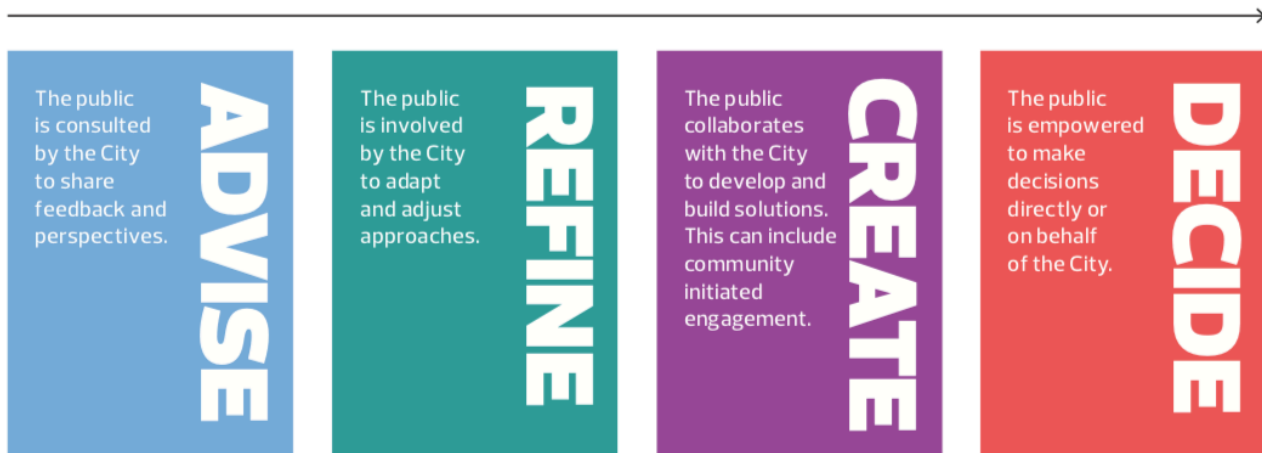 The public
is consulted
by the City
to share
feedback and
perspectives.
ADVISE
The public
is involved
by the City
to adapt
and adjust
approaches.
REFINE
The public
collaborates
with the City
to develop and
build solutions.
This can include
community
initiated
engagement.
CREATE
The public
is empowered
to make
decisions
directly or
on behalf
of the City.
DECIDE